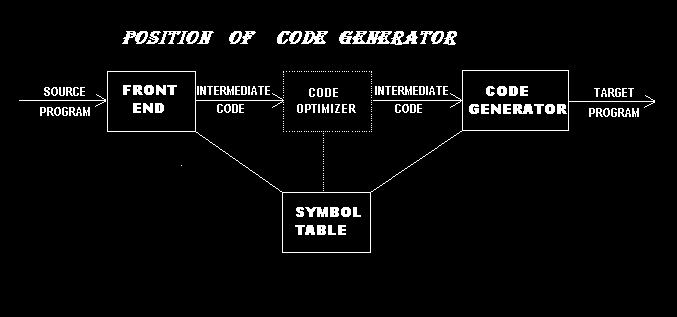 POSITION OF CODE GENERATOR
SOURCE
PROGRAM
FRONT
END
INTERMEDIATE
CODE
CODE
OPTIMIZER
INTERMEDIATE
CODE
CODE
GENERATOR
TARGET
PROGRAM
SYMBOL
TABLE